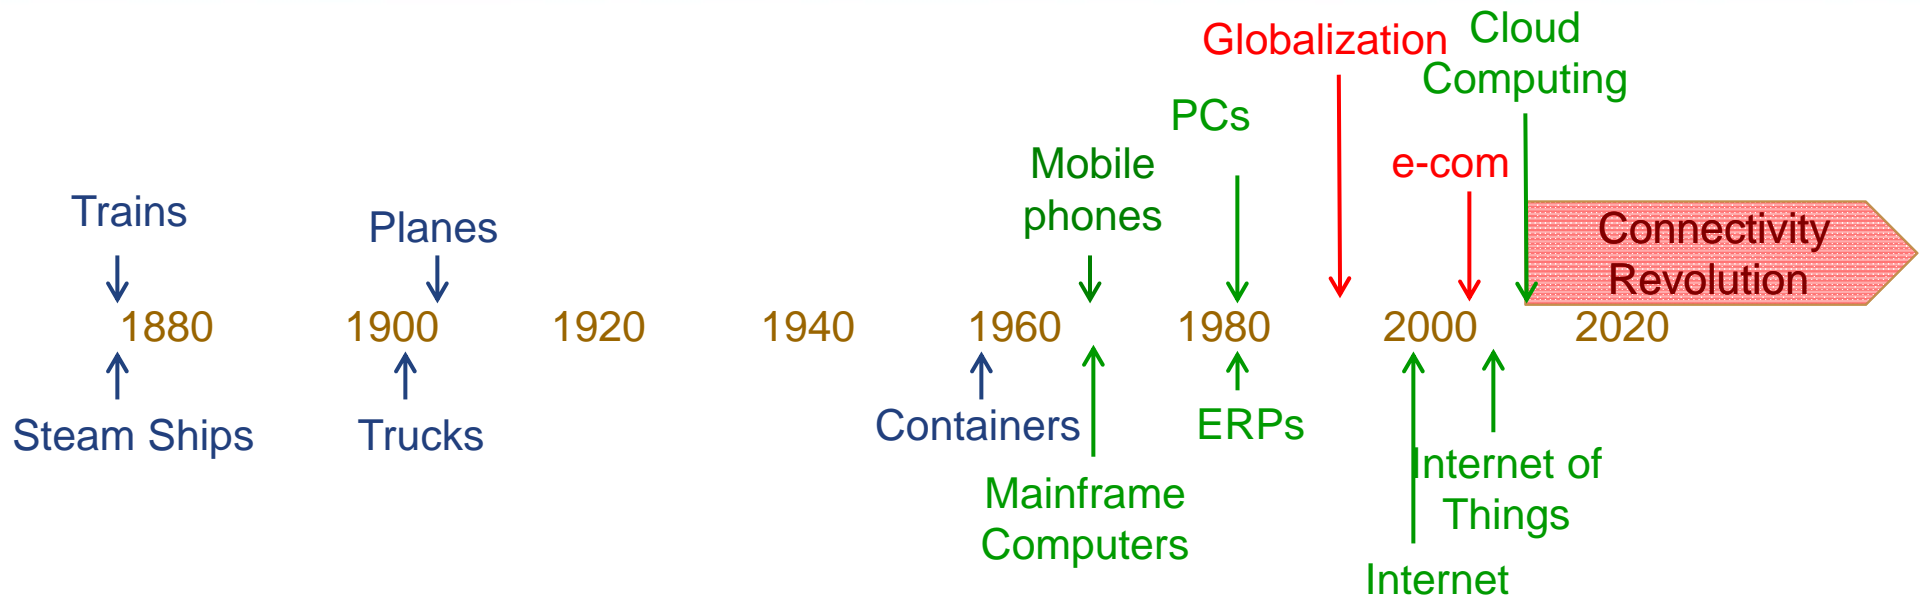 Globalization
Cloud
Computing
PCs
Mobile
phones
e-com
Trains
Planes
Connectivity
Revolution
1880 1900 1920 1940 1960 1980 2000 2020
Steam Ships
Trucks
Containers
ERPs
Mainframe
Computers
Internet of
Things
Internet